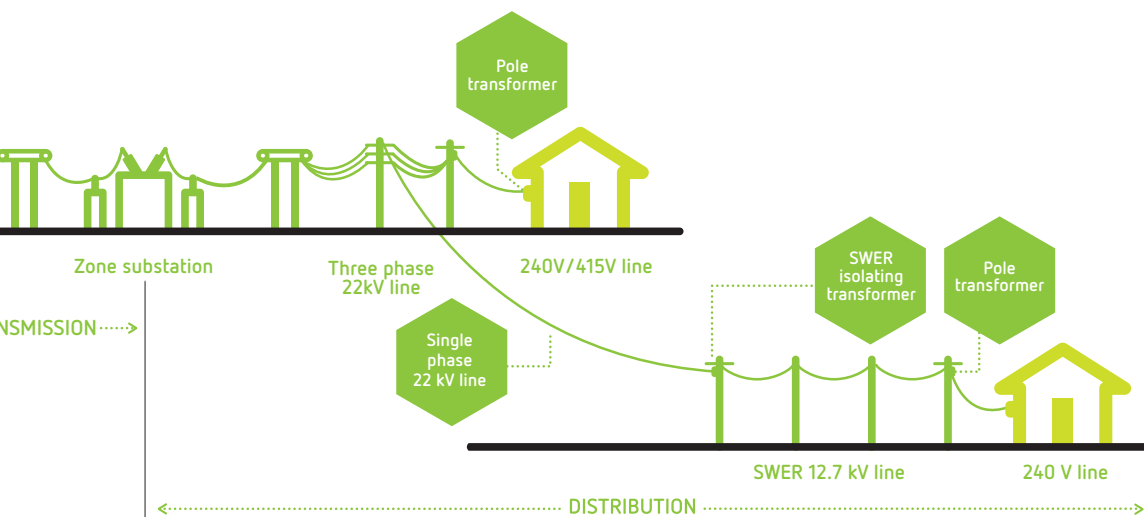 Pole
transformer
Zone substation
Three phase
22kV line
240V/415V line
SWER
isolating
transformer
Pole
transformer
NSMISSION
Single
phase
22 kV line
SWER 12.7 kV line
240 V line
DISTRIBUTION